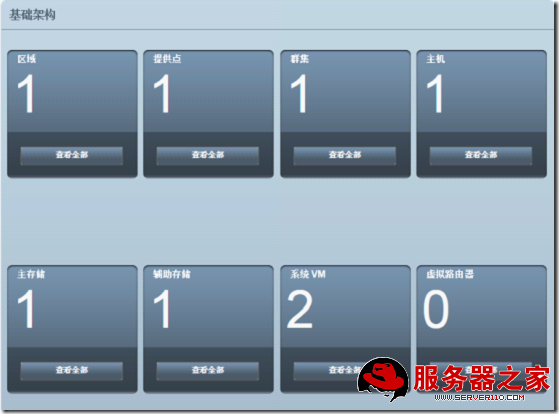 基础架构
区域 提供点 群集 主机
1 1 1 1
查看全部 查看全部 查看全部 查看全部
主存储 辅助存储 系统 VM 虚拟路由器
1 1 2 0
查看全部 查看全部 查看全部
服务器之家
www.SERVER110.com